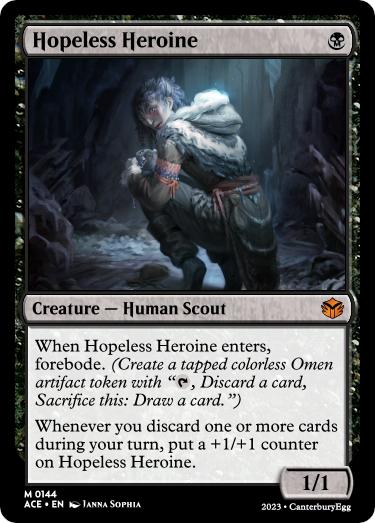 Hopeless Heroine
Creature — Human Scout
When Hopeless Heroine enters,
forebode. (Create a tapped colorless Omen
artifact token with “, Discard a card,
Sacrifice this: Draw a card.”)
Whenever you discard one or more cards
during your turn, put a +1/+1 counter
on Hopeless Heroine.
1/1
M 0144
ACE • EN Janna Sophia
2023 • CanterburyEgg